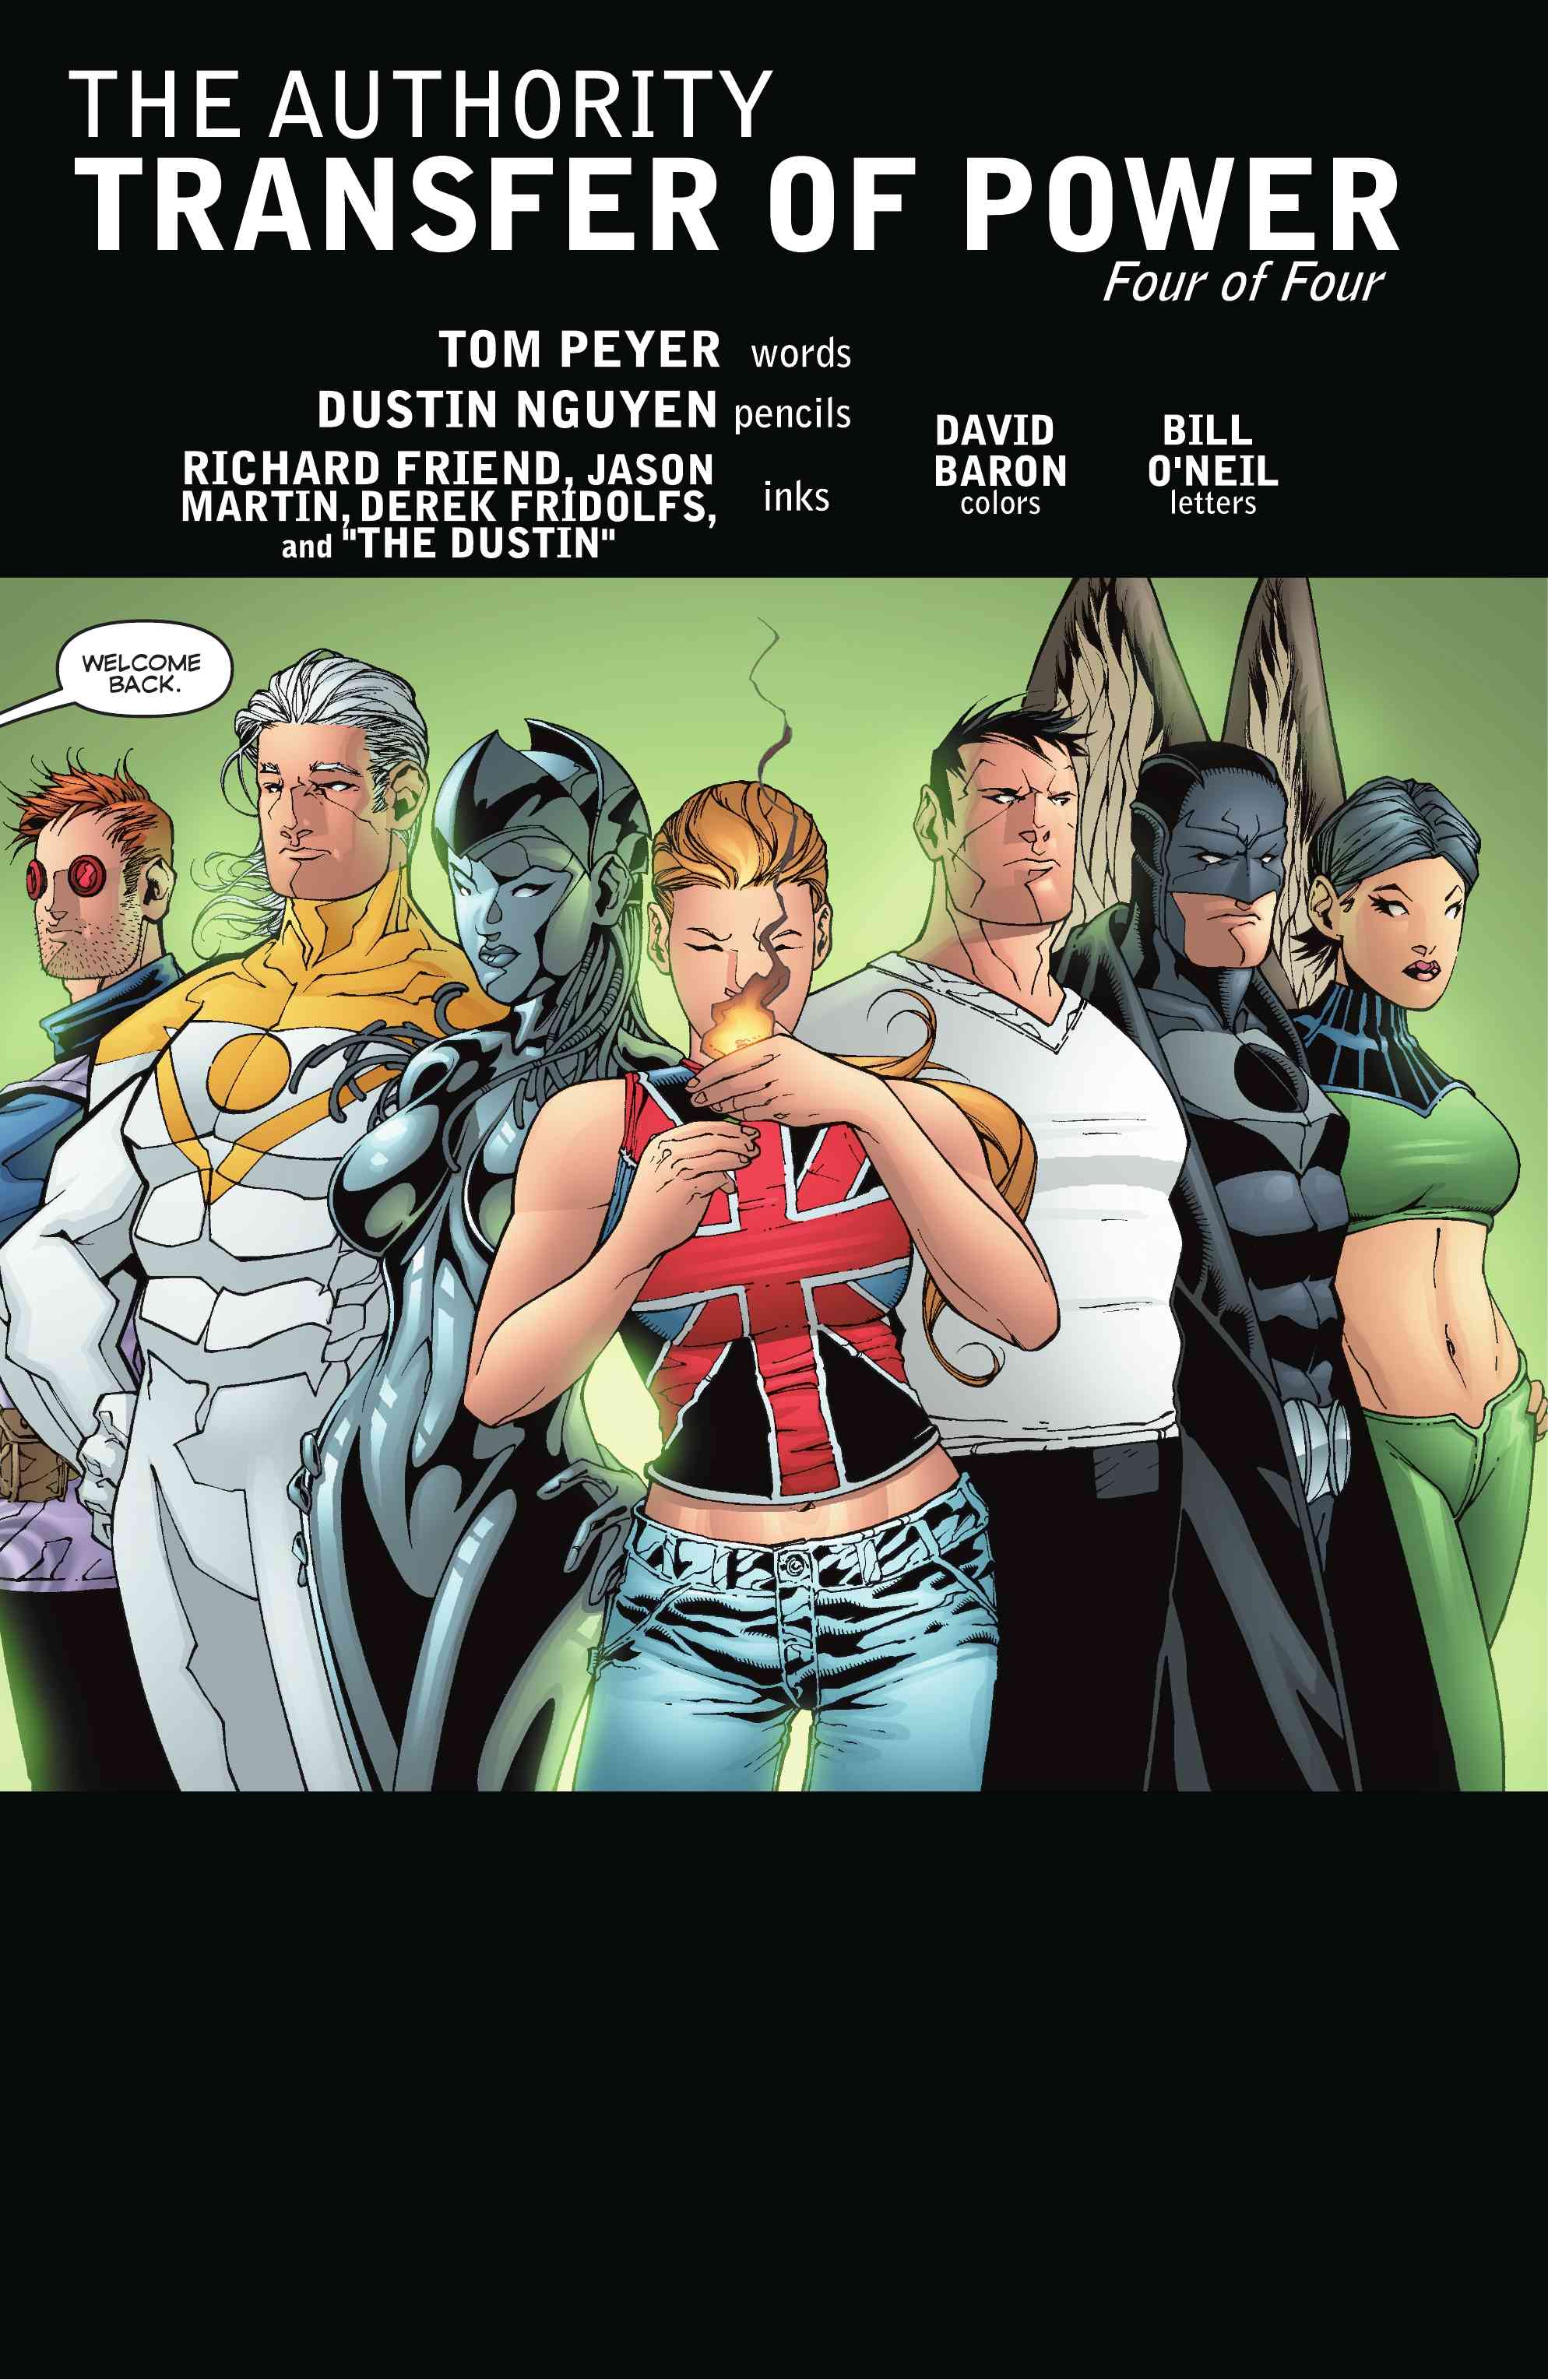 THE AUTHORITY
TRANSFER OF POWER
Four of Four
TOM PEYER words
DUSTIN NGUYEN pencils
RICHARD FRIEND, JASON
MARTIN, DEREK FRIDOLFS,
and "THE DUSTIN"
inks
DAVID
BARON
colors
BILL
O'NEIL
letters
WELCOME
BACK.